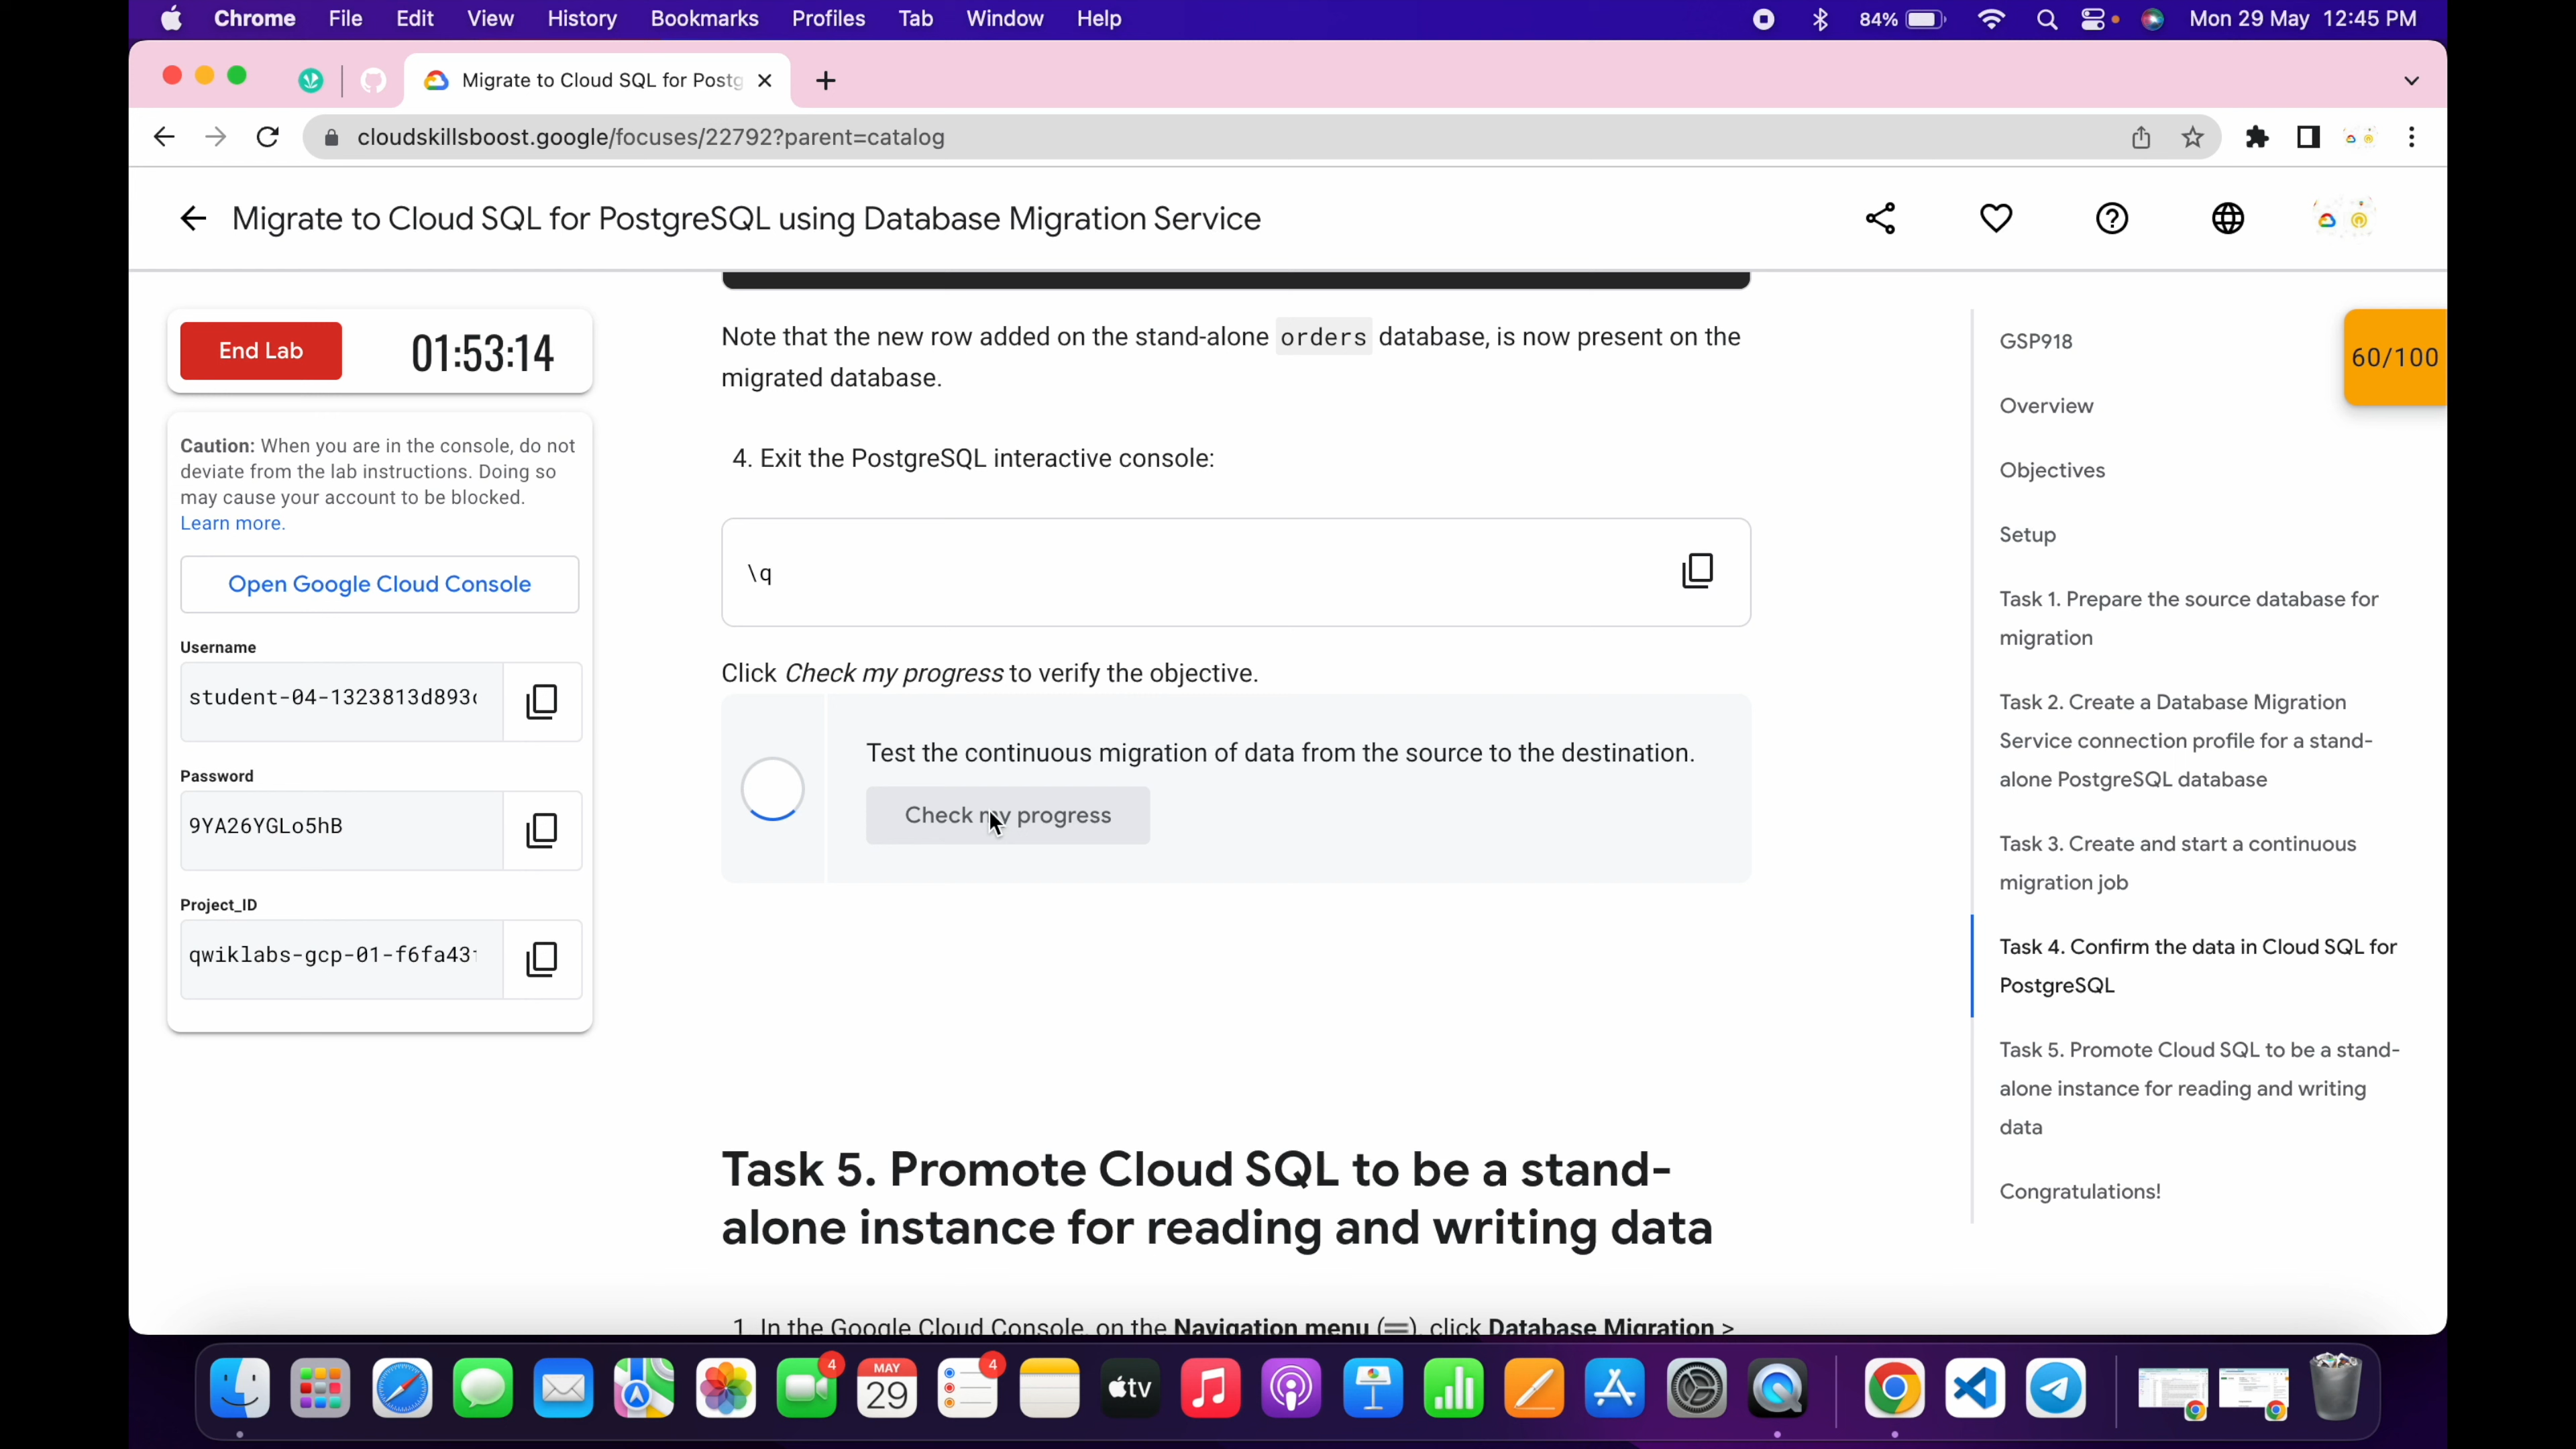 Chrome File Edit View History Bookmarks Profiles Tab Window Help 84% Mon 29 May 12:45 PM
Migrate to Cloud SQL for Postg
cloudskillsboost.google/focuses/22792?parent=catalog
Migrate to Cloud SQL for PostgreSQL using Database Migration Service
End Lab 01:53:14
Caution: When you are in the console, do not
deviate from the lab instructions. Doing so
may cause your account to be blocked.
Learn more.
Open Google Cloud Console
Username
student-04-1323813d893
Password
9YA26YGLo5hB
Project_ID
qwiklabs-gcp-01-f6fa43
Note that the new row added on the stand-alone orders database, is now present on the
migrated database.
4. Exit the PostgreSQL interactive console:
\q
Click Check my progress to verify the objective.
Test the continuous migration of data from the source to the destination.
Check my progress
Task 5. Promote Cloud SQL to be a stand-
alone instance for reading and writing data
1. In the Google Cloud Console, on the Navigation menu (), click Database Migration >
GSP918
Overview
Objectives
Setup
Task 1. Prepare the source database for
migration
Task 2. Create a Database Migration
Service connection profile for a stand-
alone PostgreSQL database
Task 3. Create and start a continuous
migration job
Task 4. Confirm the data in Cloud SQL for
PostgreSQL
Task 5. Promote Cloud SQL to be a stand-
alone instance for reading and writing
data
Congratulations!
60/100
4
MAY
29
4
tv